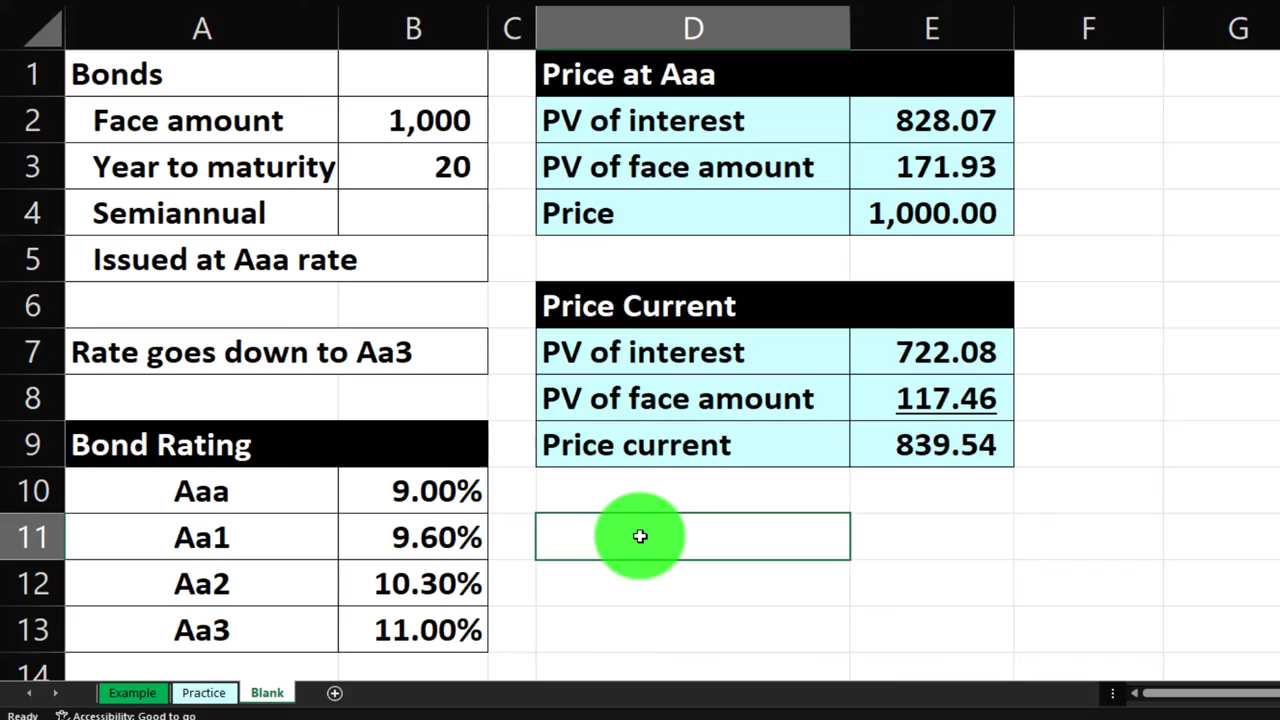 A B C D E F G
1 Bonds Price at Aaa
2 Face amount 1,000 PV of interest 828.07
3 Year to maturity 20 PV of face amount 171.93
4 Semiannual Price 1,000.00
5 Issued at Aaa rate
6 Price Current
7 Rate goes down to Aa3 PV of interest 722.08
8 PV of face amount 117.46
9 Bond Rating Price current 839.54
10 Aaa 9.00%
11 Aa1 9.60%
12 Aa2 10.30%
13 Aa3 11.00%
14
Example Practice Blank
Ready Accessibility: Good to go